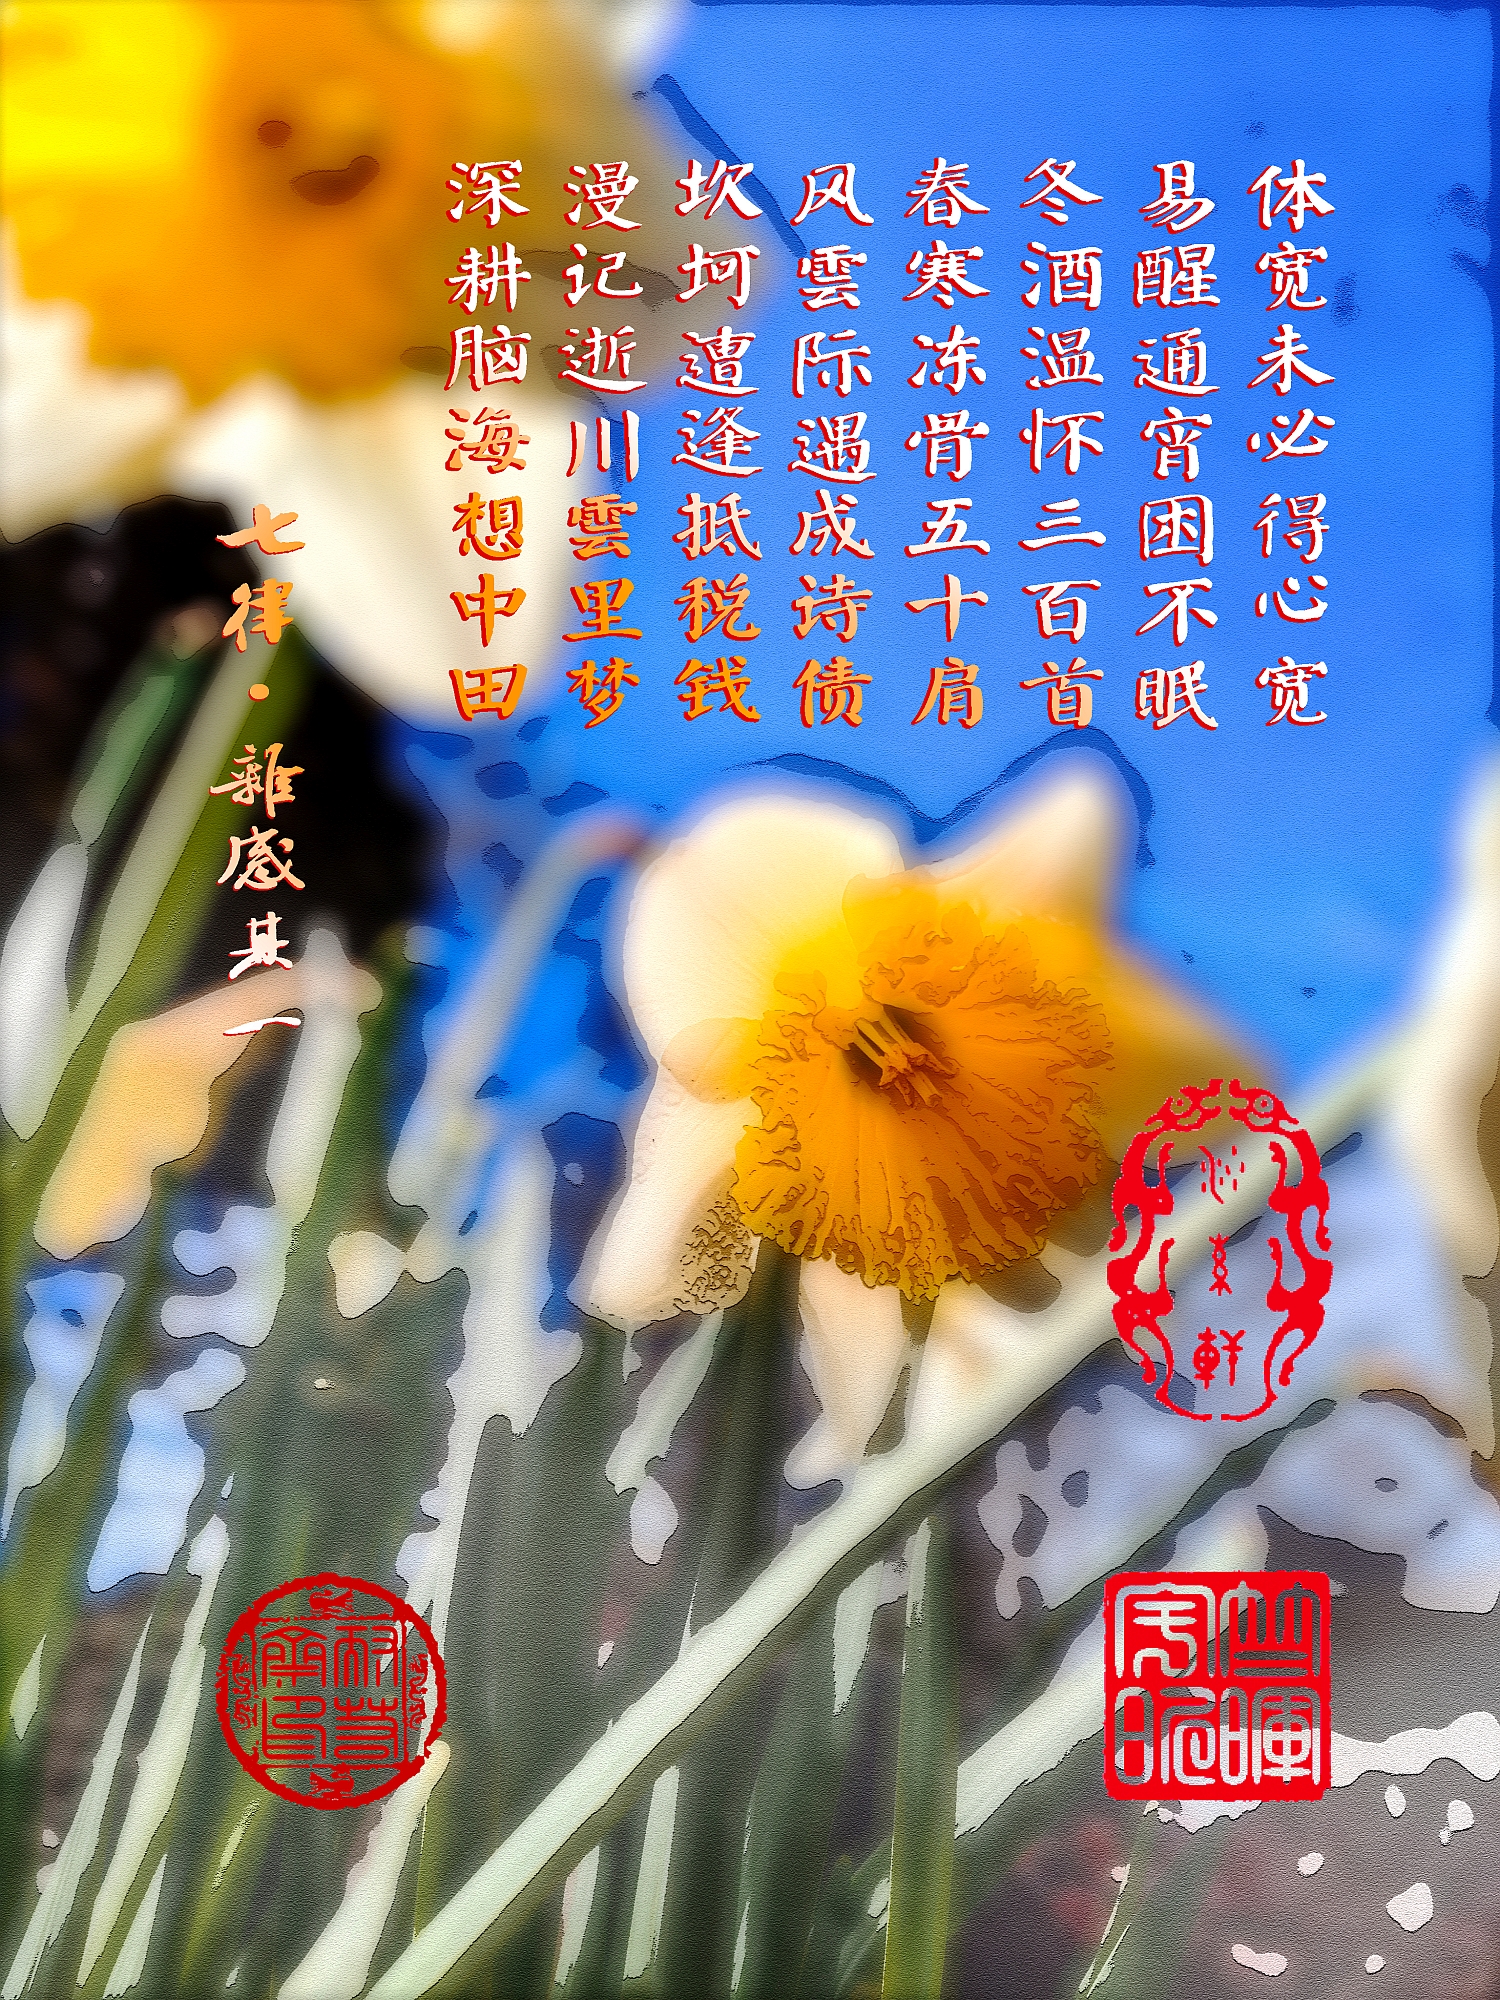 体宽未必得心宽
易醒通宵困不眠
冬酒温怀三百首
春寒冻骨五十肩
风雲际遇成诗债
坎坷遭逢抵税钱
漫记逝川雲里梦
深耕脑海想中田
七律·雜感其一